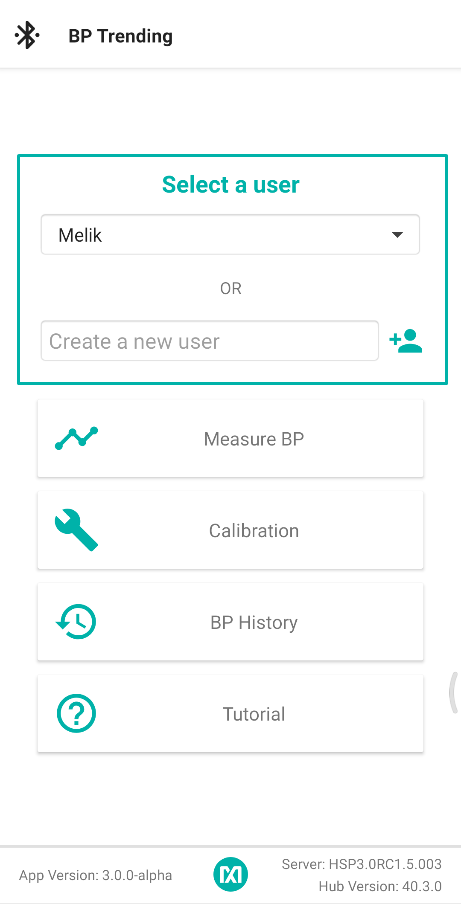 BP Trending
Select a user
Melik
OR
Create a new user
Measure BP
Calibration
BP History
Tutorial
App Version: 3.0.0-alpha
Server: HSP3.0RC1.5.003
Hub Version: 40.3.0